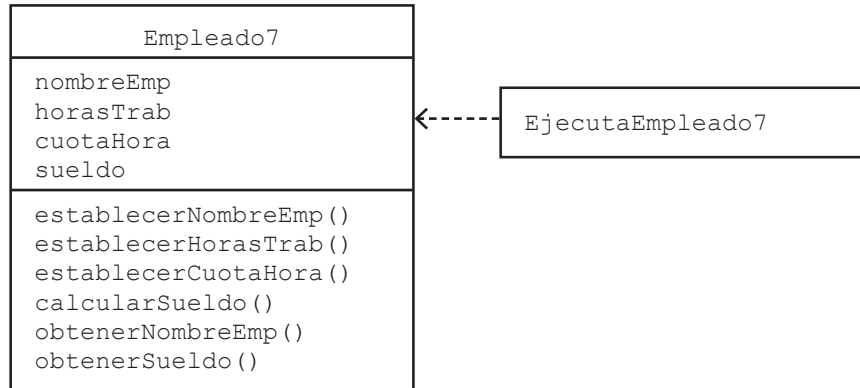 Empleado7
nombreEmp
horasTrab
cuotaHora
sueldo
establecerNombreEmp()
establecerHorasTrab()
establecerCuotaHora()
calcularSueldo()
obtenerNombreEmp()
obtenerSueldo()
EjecutaEmpleado7